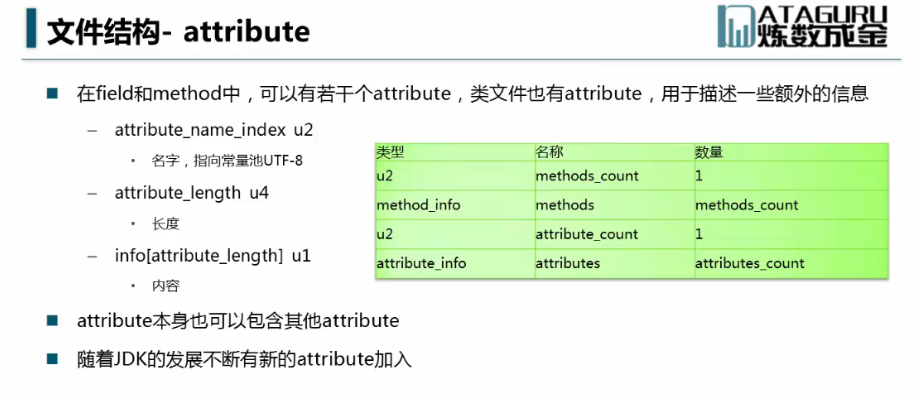 文件结构- attribute
ATAGURU
炼数成金
■ 在field和method中，可以有若干个attribute，类文件也有attribute，用于描述一些额外的信息
– attribute_name_index u2
• 名字，指向常量池UTF-8
– attribute_length u4
• 长度
– info[attribute_length] u1
• 内容
类型 名称 数量
u2 methods_count 1
method_info methods methods_count
u2 attribute_count 1
attribute_info attributes attributes_count
■ attribute本身也可以包含其他attribute
■ 随着JDK的发展不断有新的attribute加入